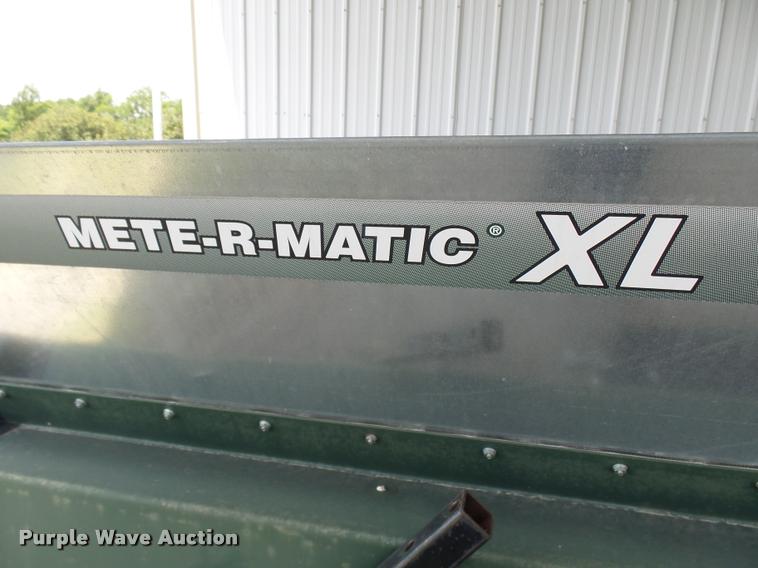 METE-R-MATIC® XL
Purple Wave Auction